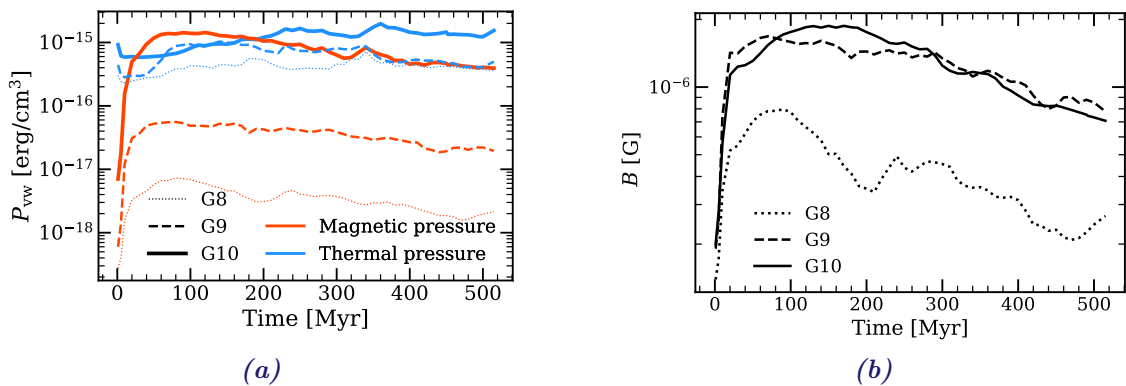 P_vw [erg/cm³]
10⁻¹⁵
10⁻¹⁶
10⁻¹⁷
10⁻¹⁸
G8
G9
G10
Magnetic pressure
Thermal pressure
0 100 200 300 400 500
Time [Myr]
(a)
B [G]
10⁻⁶
G8
G9
G10
0 100 200 300 400 500
Time [Myr]
(b)